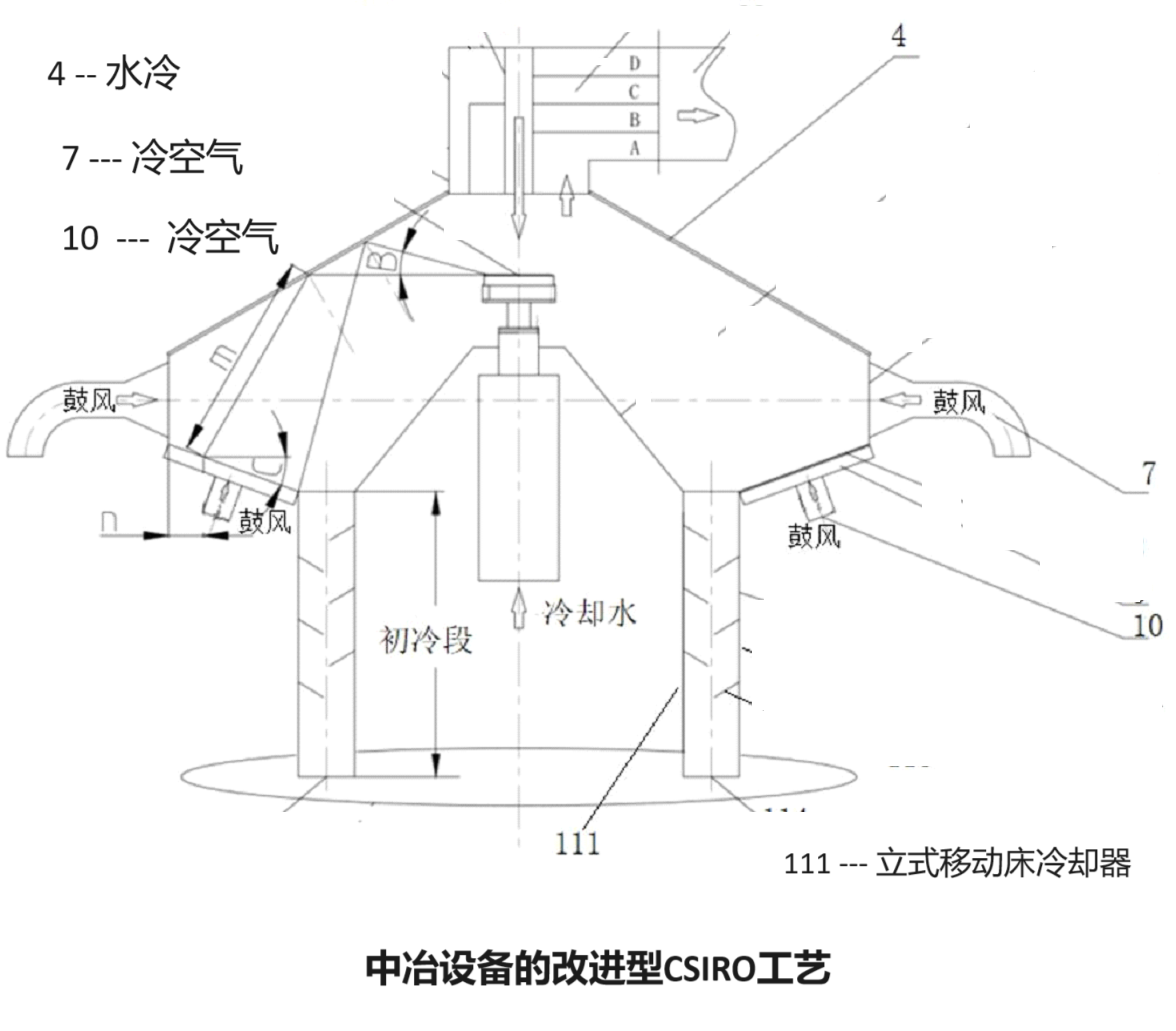 4
4 -- 水冷
D
C
B
A
7 --- 冷空气
10 --- 冷空气
B
m
鼓风
鼓风
C
7
n
鼓风
鼓风
10
冷却水
初冷段
111
111 --- 立式移动床冷却器
中冶设备的改进型CSIRO工艺